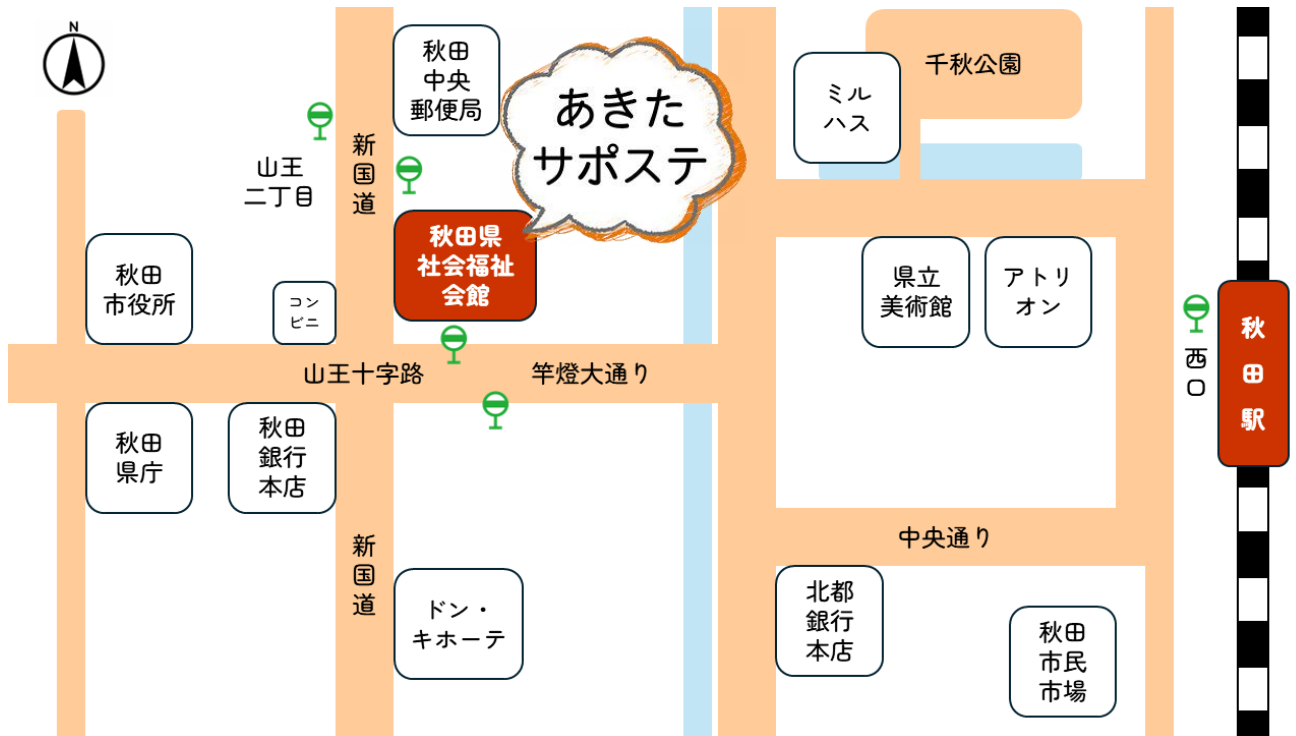 N
秋田
中央
郵便局
あきた
サポステ
ミル
ハス
千秋公園
山王
二丁目
新国道
秋田県
社会福祉
会館
秋田
市役所
コン
ビニ
県立
美術館
アトリ
オン
西口
秋田駅
山王十字路
竿燈大通り
秋田
県庁
秋田
銀行
本店
新国道
ドン・
キホーテ
中央通り
北都
銀行
本店
秋田
市民
市場